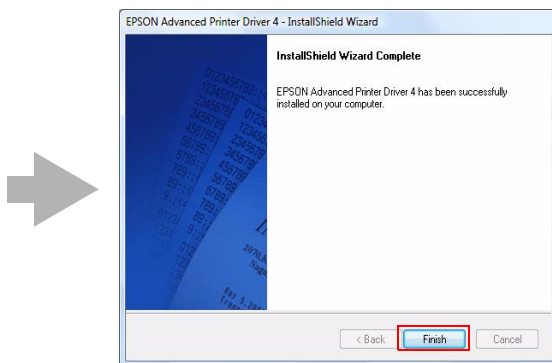 EPSON Advanced Printer Driver 4 - InstallShield Wizard
InstallShield Wizard Complete
EPSON Advanced Printer Driver 4 has been successfully
installed on your computer.
< Back
Finish
Cancel